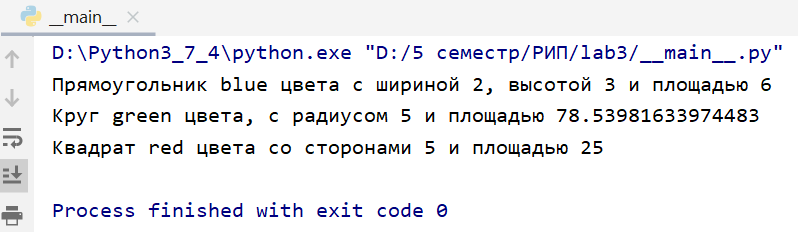 __main__
D:\Python3_7_4\python.exe "D:/5 семестр/РИП/lab3/__main__.py"
Прямоугольник blue цвета с шириной 2, высотой 3 и площадью 6
Круг green цвета, с радиусом 5 и площадью 78.53981633974483
Квадрат red цвета со сторонами 5 и площадью 25
Process finished with exit code 0